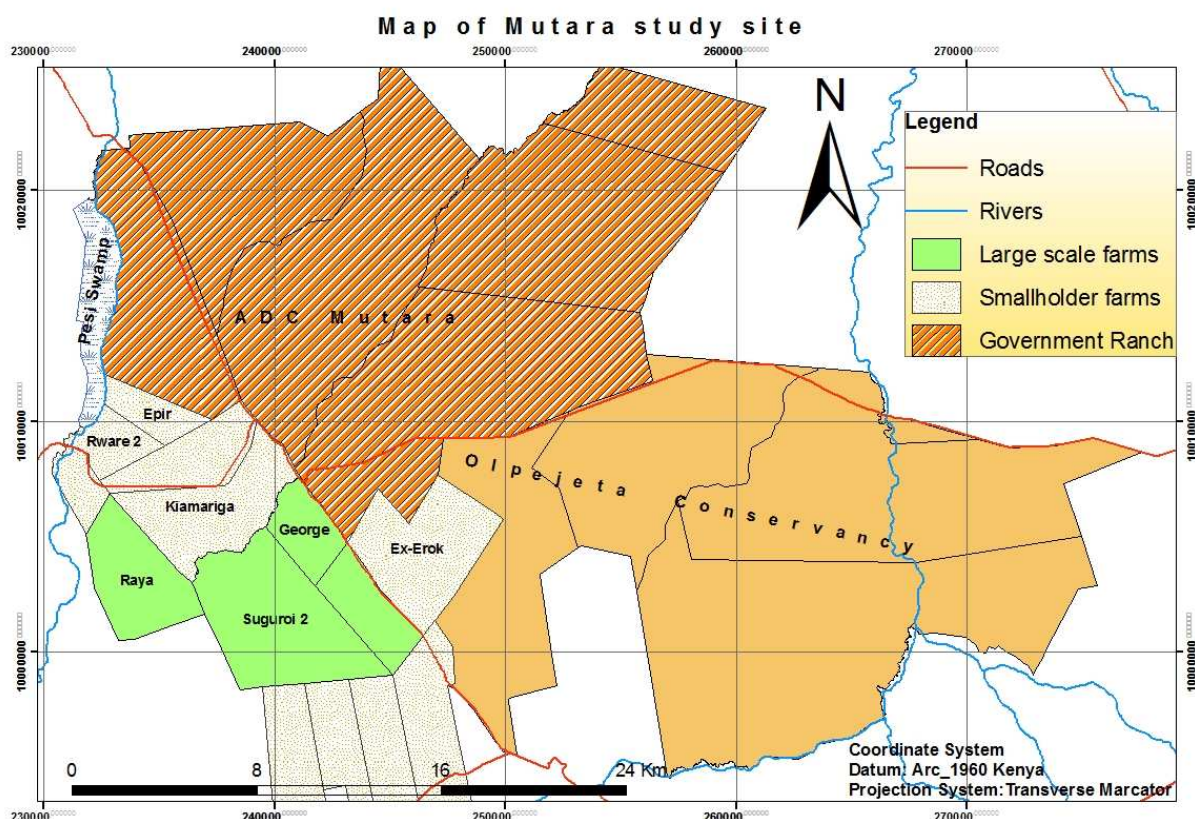 Map of Mutara study site
230000 240000 250000 260000 270000
N
Legend
Roads
Rivers
Large scale farms
Smallholder farms
Government Ranch
10020000
10020000
Pesi Swamp
ADC Mutara
Epir
Rware 2
10010000
10010000
Olpejeta Conservancy
Kiamariga
George
Ex-Erok
Raya
Suguroi 2
10000000
10000000
0 8 16 24 Km
Coordinate System
Datum: Arc_1960 Kenya
Projection System: Transverse Marcator
230000 240000 250000 260000 270000